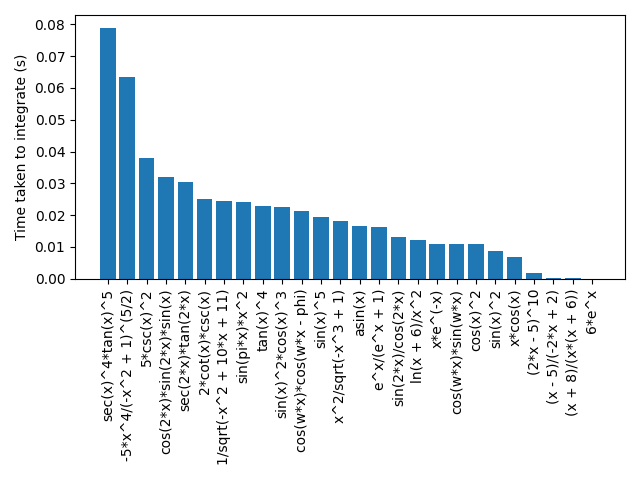 0.08
0.07
0.06
0.05
0.04
0.03
0.02
0.01
0.00
Time taken to integrate (s)
sec(x)^4*tan(x)^5
-5*x^4/(-x^2 + 1)^(5/2)
5*csc(x)^2
cos(2*x)*sin(2*x)*sin(x)
sec(2*x)*tan(2*x)
2*cot(x)*csc(x)
1/sqrt(-x^2 + 10*x + 11)
sin(pi*x)*x^2
tan(x)^4
sin(x)^2*cos(x)^3
cos(w*x)*cos(w*x - phi)
sin(x)^5
x^2/sqrt(-x^3 + 1)
asin(x)
e^x/(e^x + 1)
sin(2*x)/cos(2*x)
ln(x + 6)/x^2
x*e^(-x)
cos(w*x)*sin(w*x)
cos(x)^2
sin(x)^2
x*cos(x)
(2*x - 5)^10
(x - 5)/(-2*x + 2)
(x + 8)/(x*(x + 6))
6*e^x